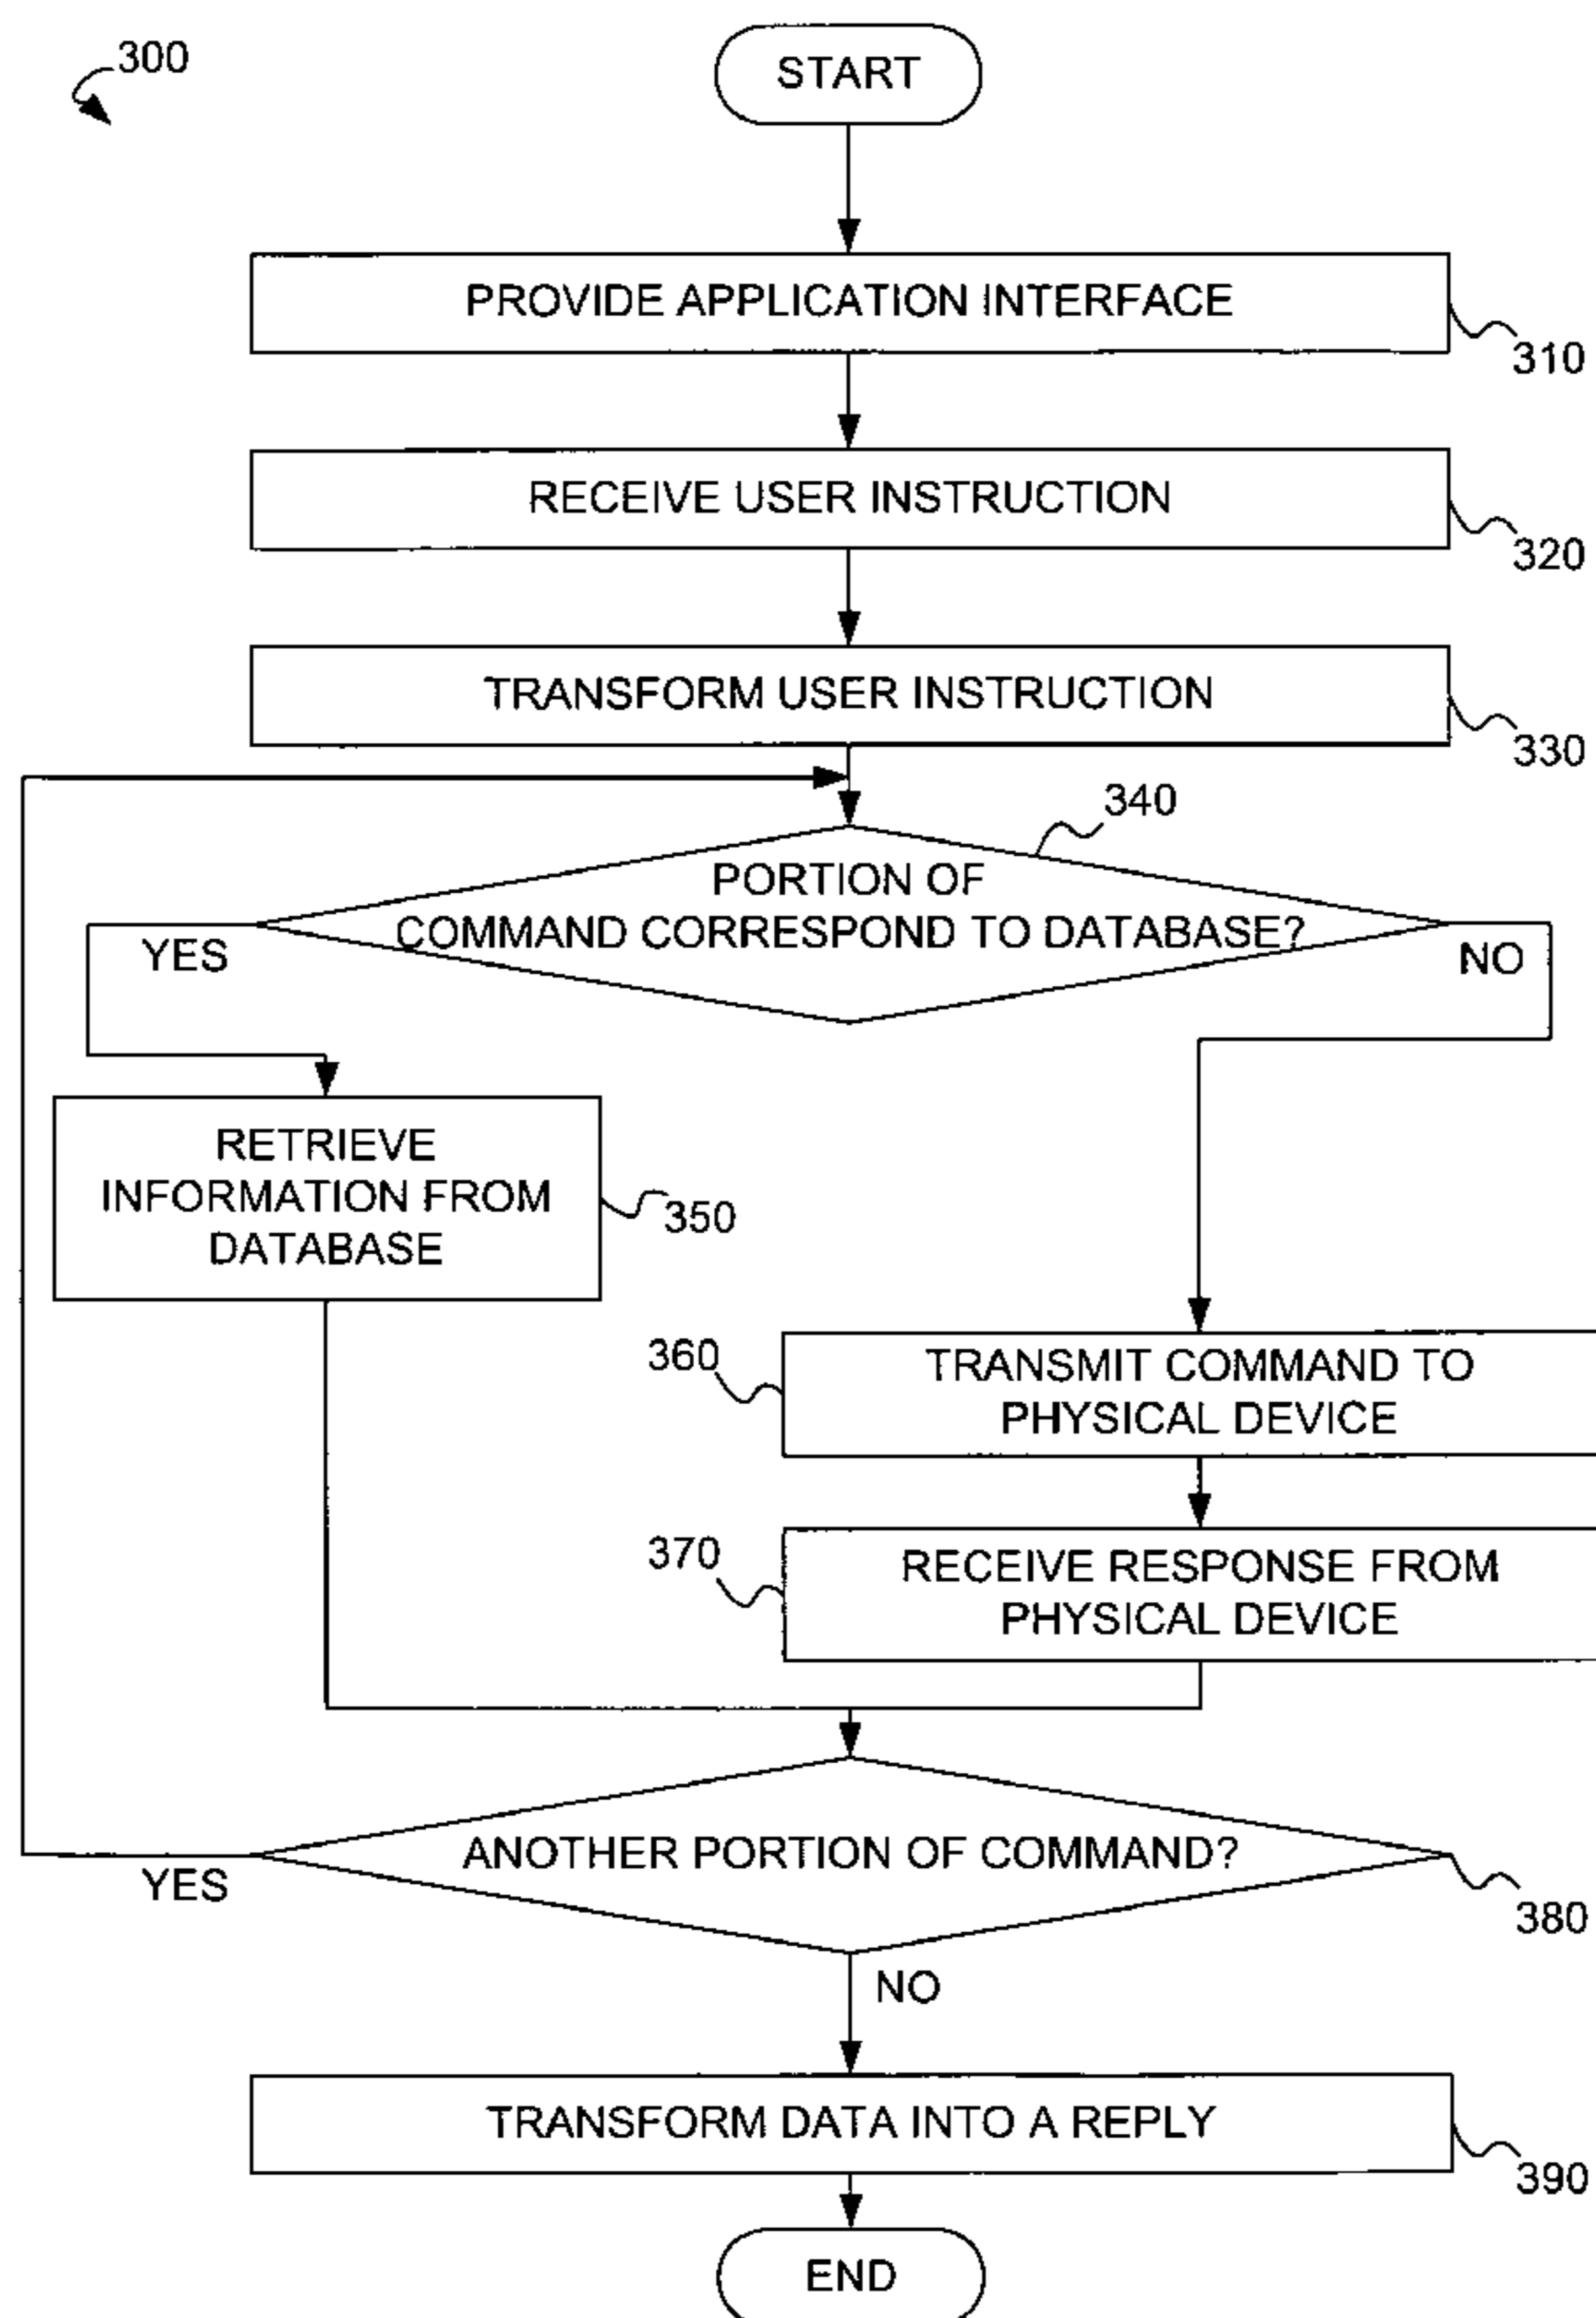 300
START
PROVIDE APPLICATION INTERFACE
310
RECEIVE USER INSTRUCTION
320
TRANSFORM USER INSTRUCTION
330
340
PORTION OF
COMMAND CORRESPOND TO DATABASE?
YES
NO
RETRIEVE
INFORMATION FROM
DATABASE
350
360
TRANSMIT COMMAND TO
PHYSICAL DEVICE
370
RECEIVE RESPONSE FROM
PHYSICAL DEVICE
ANOTHER PORTION OF COMMAND?
YES
380
NO
TRANSFORM DATA INTO A REPLY
390
END